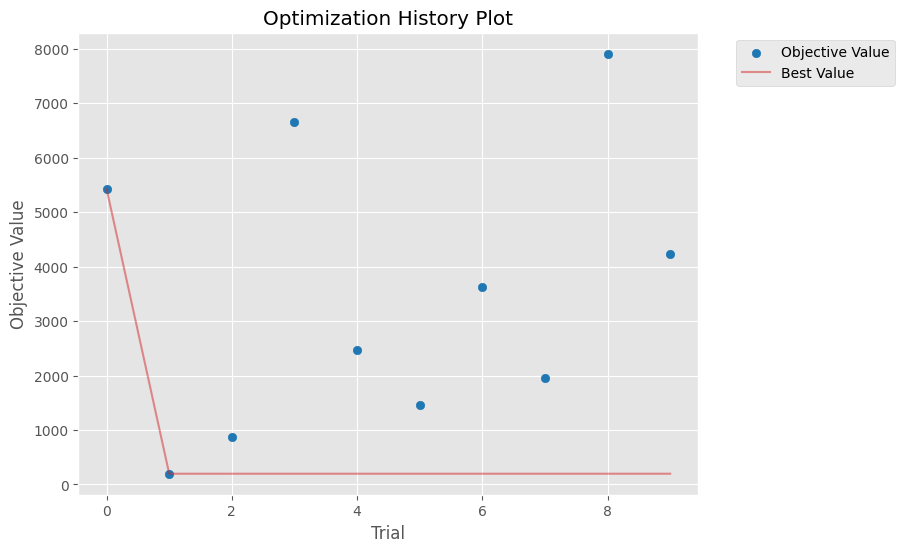 Optimization History Plot
Objective Value
Best Value
8000
7000
6000
5000
4000
3000
2000
1000
0
Objective Value
0 2 4 6 8
Trial